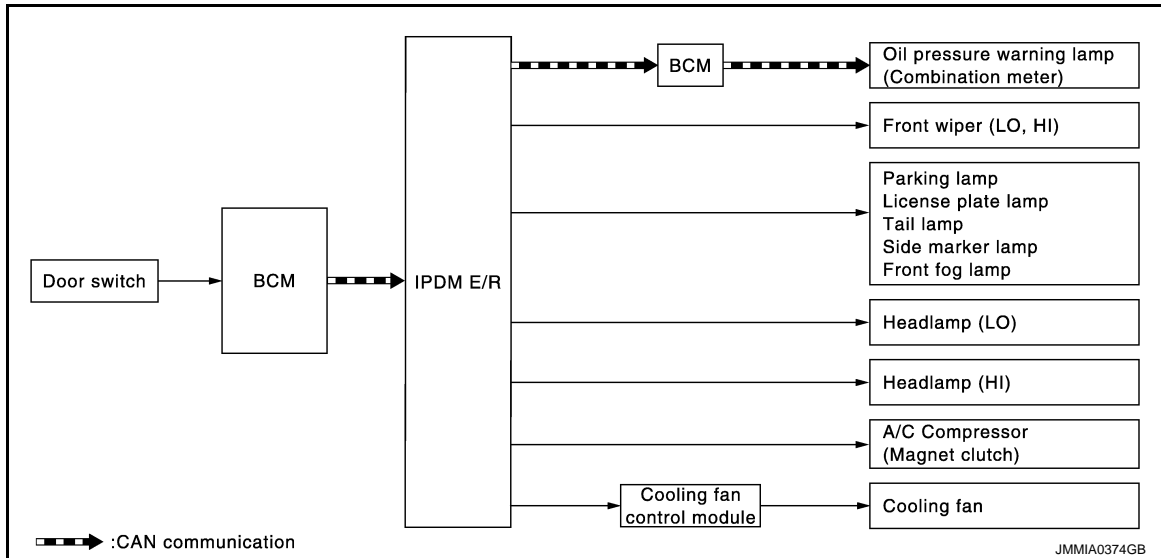 Door switch
BCM
IPDM E/R
BCM
Oil pressure warning lamp
(Combination meter)
Front wiper (LO, HI)
Parking lamp
License plate lamp
Tail lamp
Side marker lamp
Front fog lamp
Headlamp (LO)
Headlamp (HI)
A/C Compressor
(Magnet clutch)
Cooling fan
control module
Cooling fan
:CAN communication
JMMIA0374GB